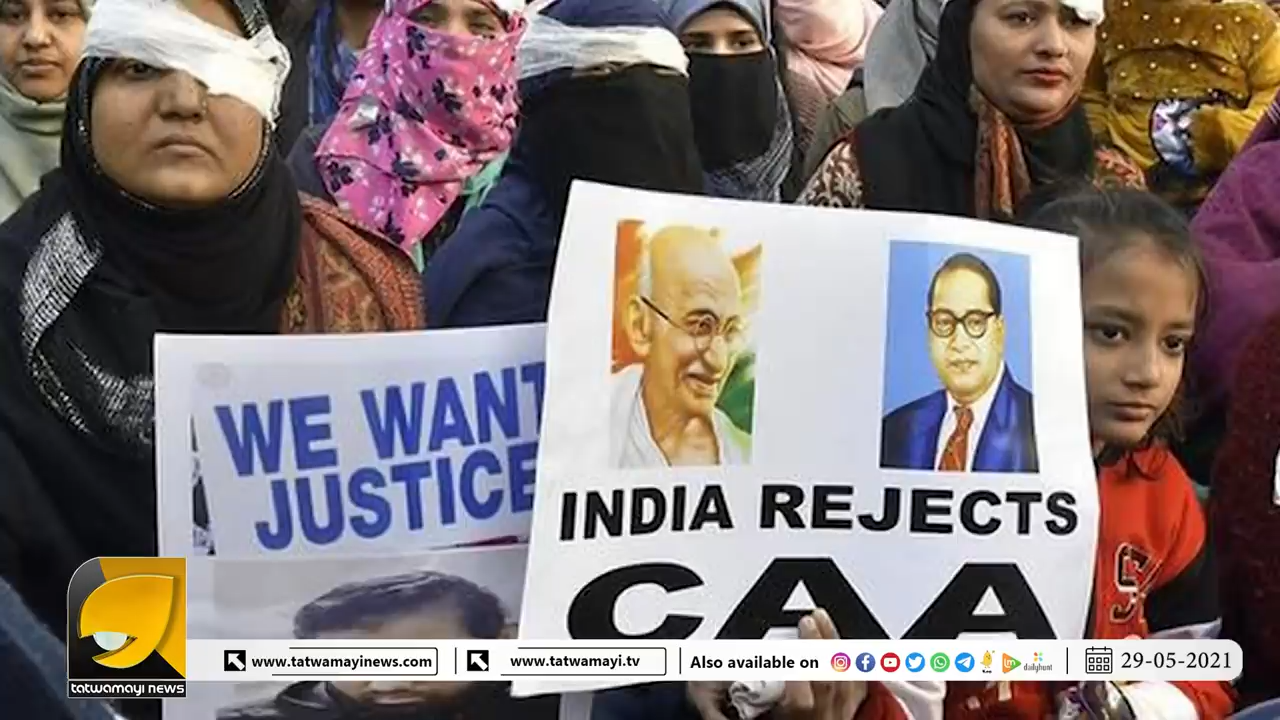 WE WANT
JUSTICE
INDIA REJECTS
CAA
tatwamayi news
www.tatwamayinews.com
www.tatwamayi.tv
Also available on
dailyhunt
29-05-2021